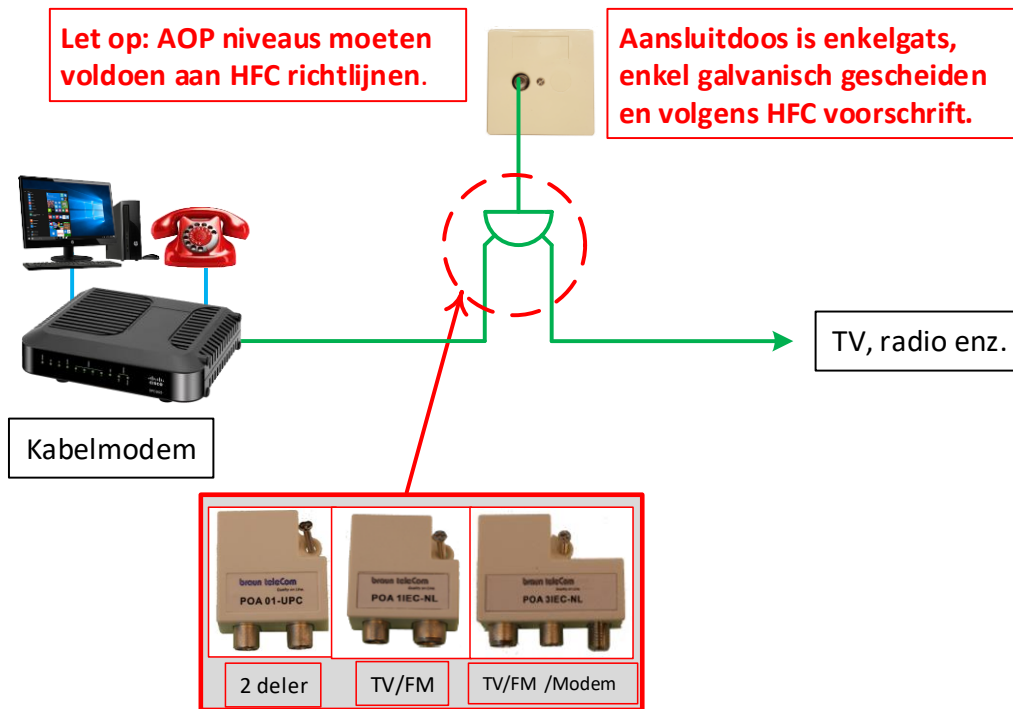 Let op: AOP niveaus moeten
voldoen aan HFC richtlijnen.
Aansluitdoos is enkelgats,
enkel galvanisch gescheiden
en volgens HFC voorschrift.
TV, radio enz.
Kabelmodem
braun teleCom
POA 01-UPC
braun teleCom
POA 1IEC-NL
braun teleCom
POA 3IEC-NL
2 deler
TV/FM
TV/FM /Modem